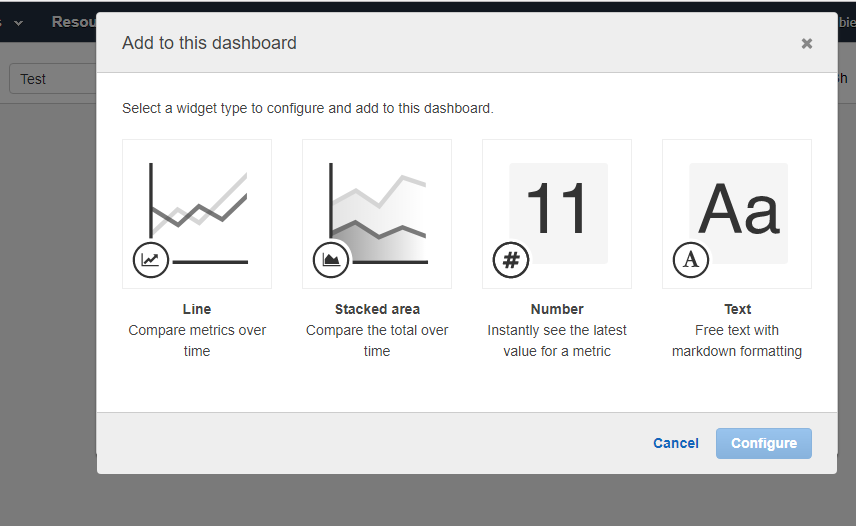 Resou
Add to this dashboard
Test
Select a widget type to configure and add to this dashboard.
11
Aa
#
A
Line
Compare metrics over
time
Stacked area
Compare the total over
time
Number
Instantly see the latest
value for a metric
Text
Free text with
markdown formatting
Cancel
Configure